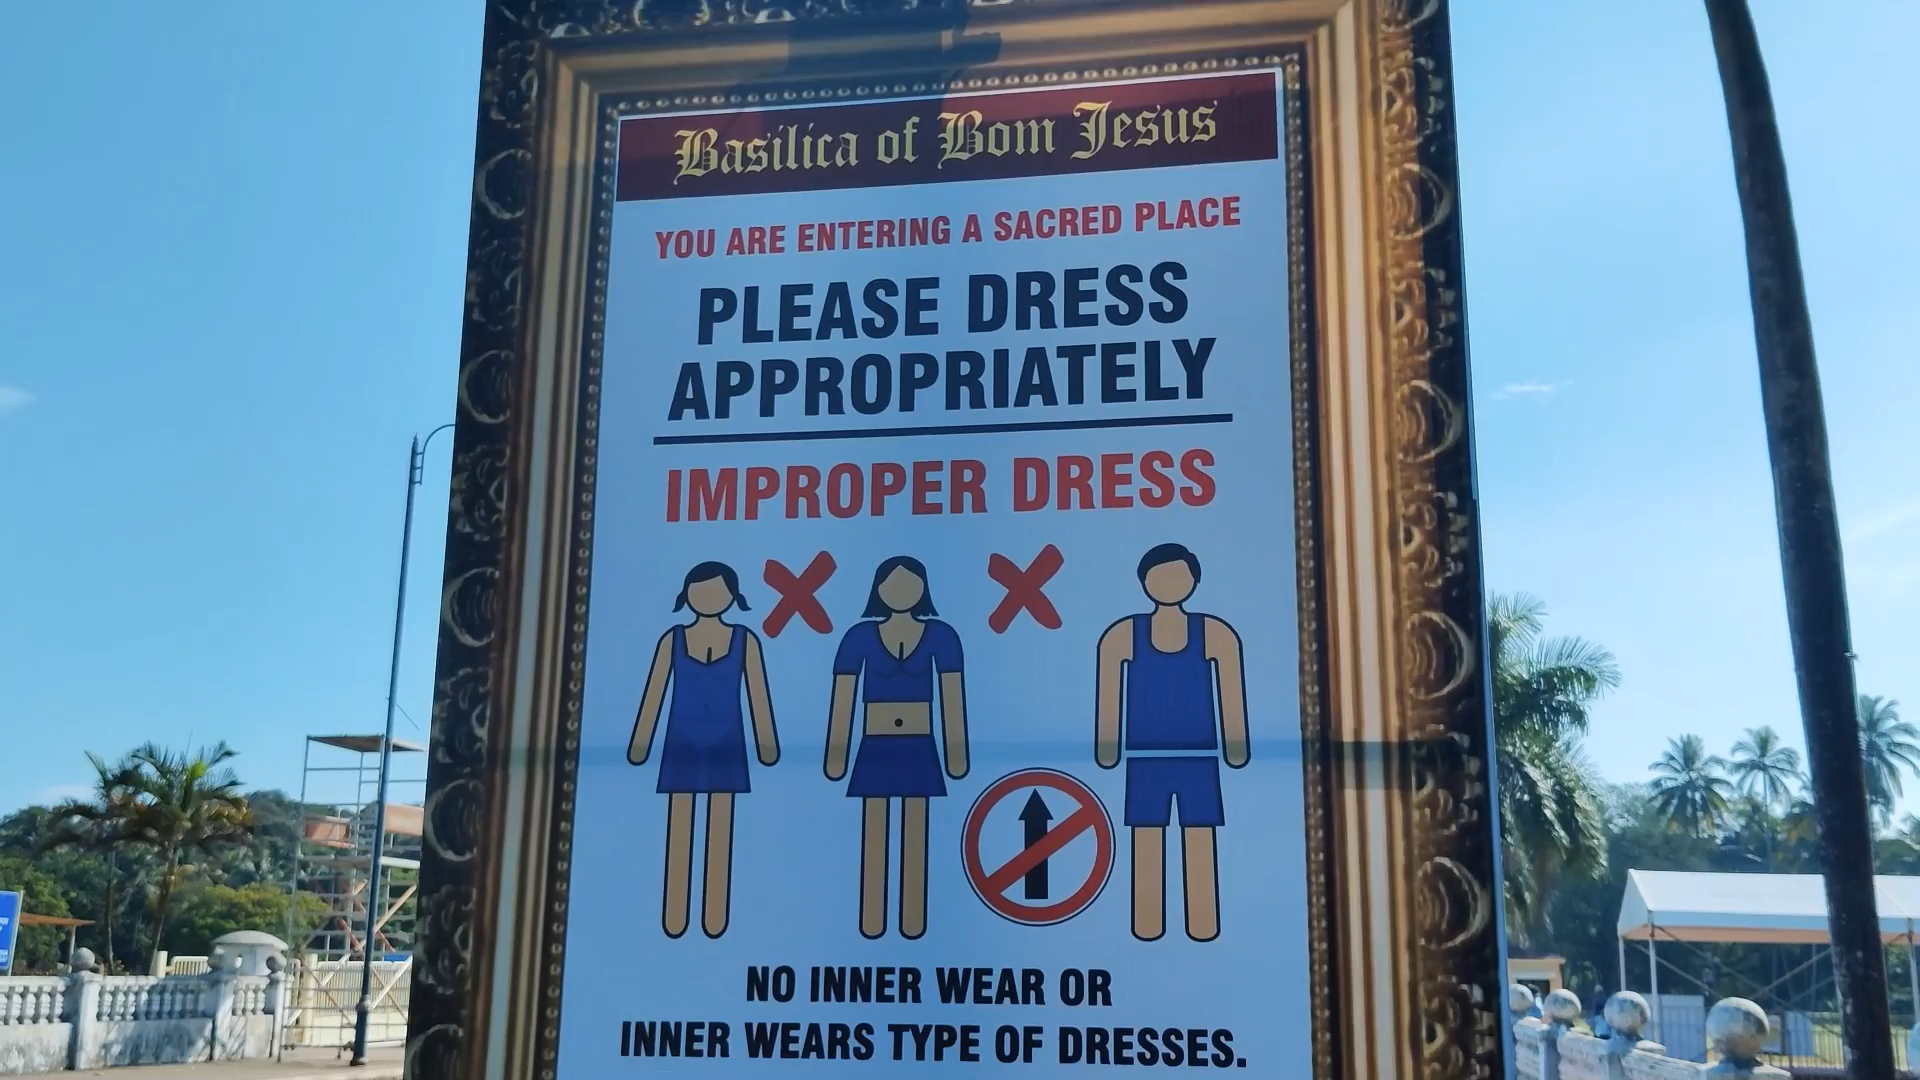 Basilica of Bom Jesus
YOU ARE ENTERING A SACRED PLACE
PLEASE DRESS
APPROPRIATELY
IMPROPER DRESS
NO INNER WEAR OR
INNER WEARS TYPE OF DRESSES.